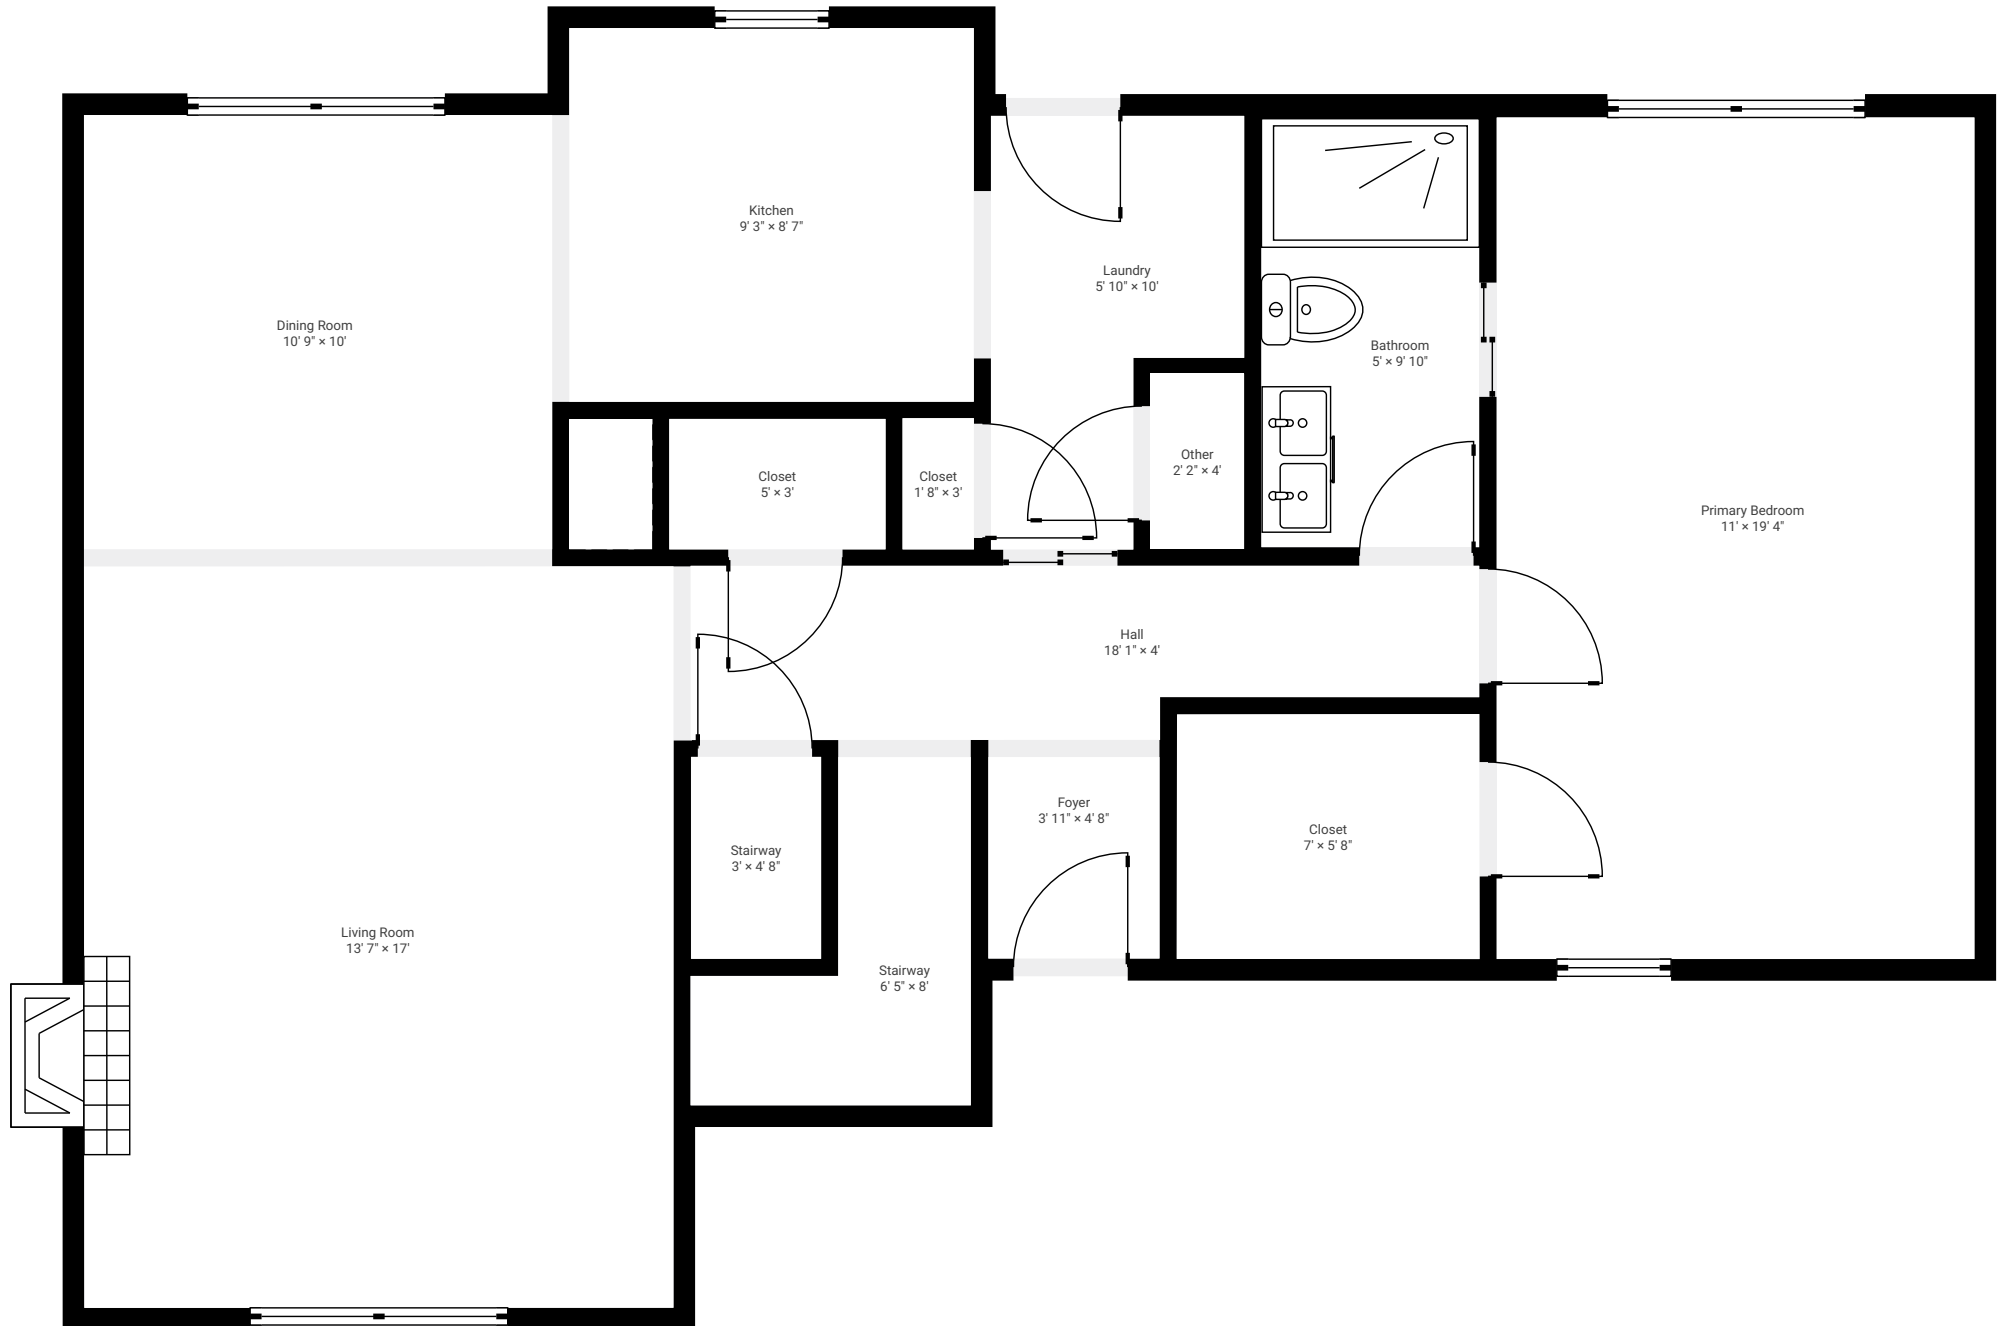 Kitchen
9' 3" × 8' 7"
Laundry
5' 10" × 10'
Dining Room
10' 9" × 10'
Bathroom
5' × 9' 10"
Closet
5' × 3'
Closet
1' 8" × 3'
Other
2' 2" × 4'
Primary Bedroom
11' × 19' 4"
Hall
18' 1" × 4'
Foyer
3' 11" × 4' 8"
Closet
7' × 5' 8"
Stairway
3' × 4' 8"
Living Room
13' 7" × 17'
Stairway
6' 5" × 8'